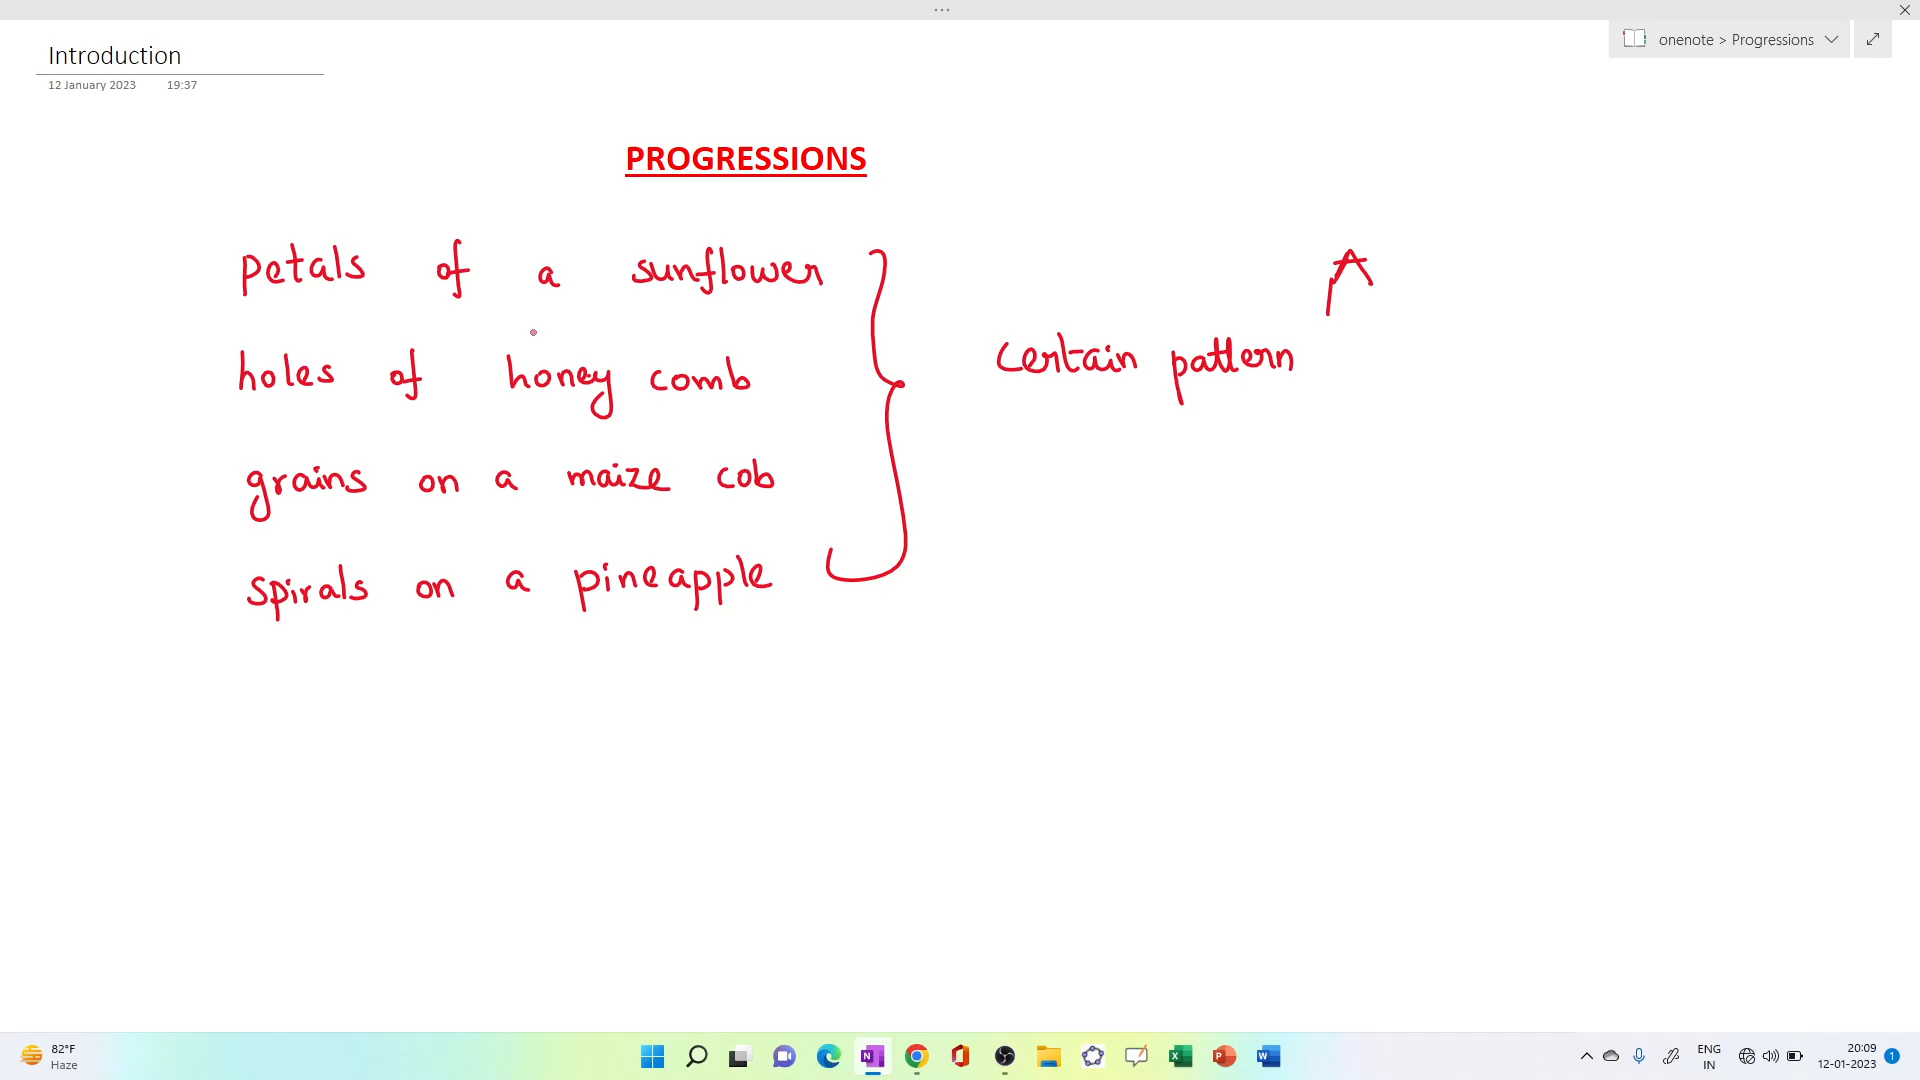 Introduction
onenote > Progressions
12 January 2023 19:37
PROGRESSIONS
petals of a sunflower
holes of honey comb
certain pattern
A
grains on a maize cob
spirals on a pineapple
82°F
Haze
ENG
IN
20:09
12-01-2023
1